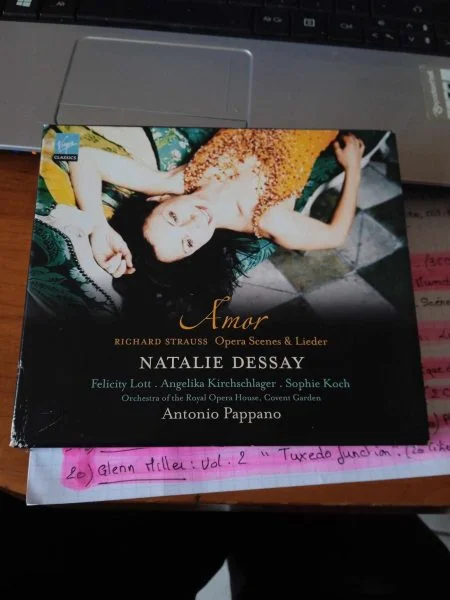 Virgin
CLASSICS
Amor
RICHARD STRAUSS Opera Scenes & Lieder
NATALIE DESSAY
Felicity Lott . Angelika Kirchschlager . Sophie Koch
Orchestra of the Royal Opera House, Covent Garden
Antonio Pappano
20) Glenn Miller : Vol. 2 " Tuxedo Junction".